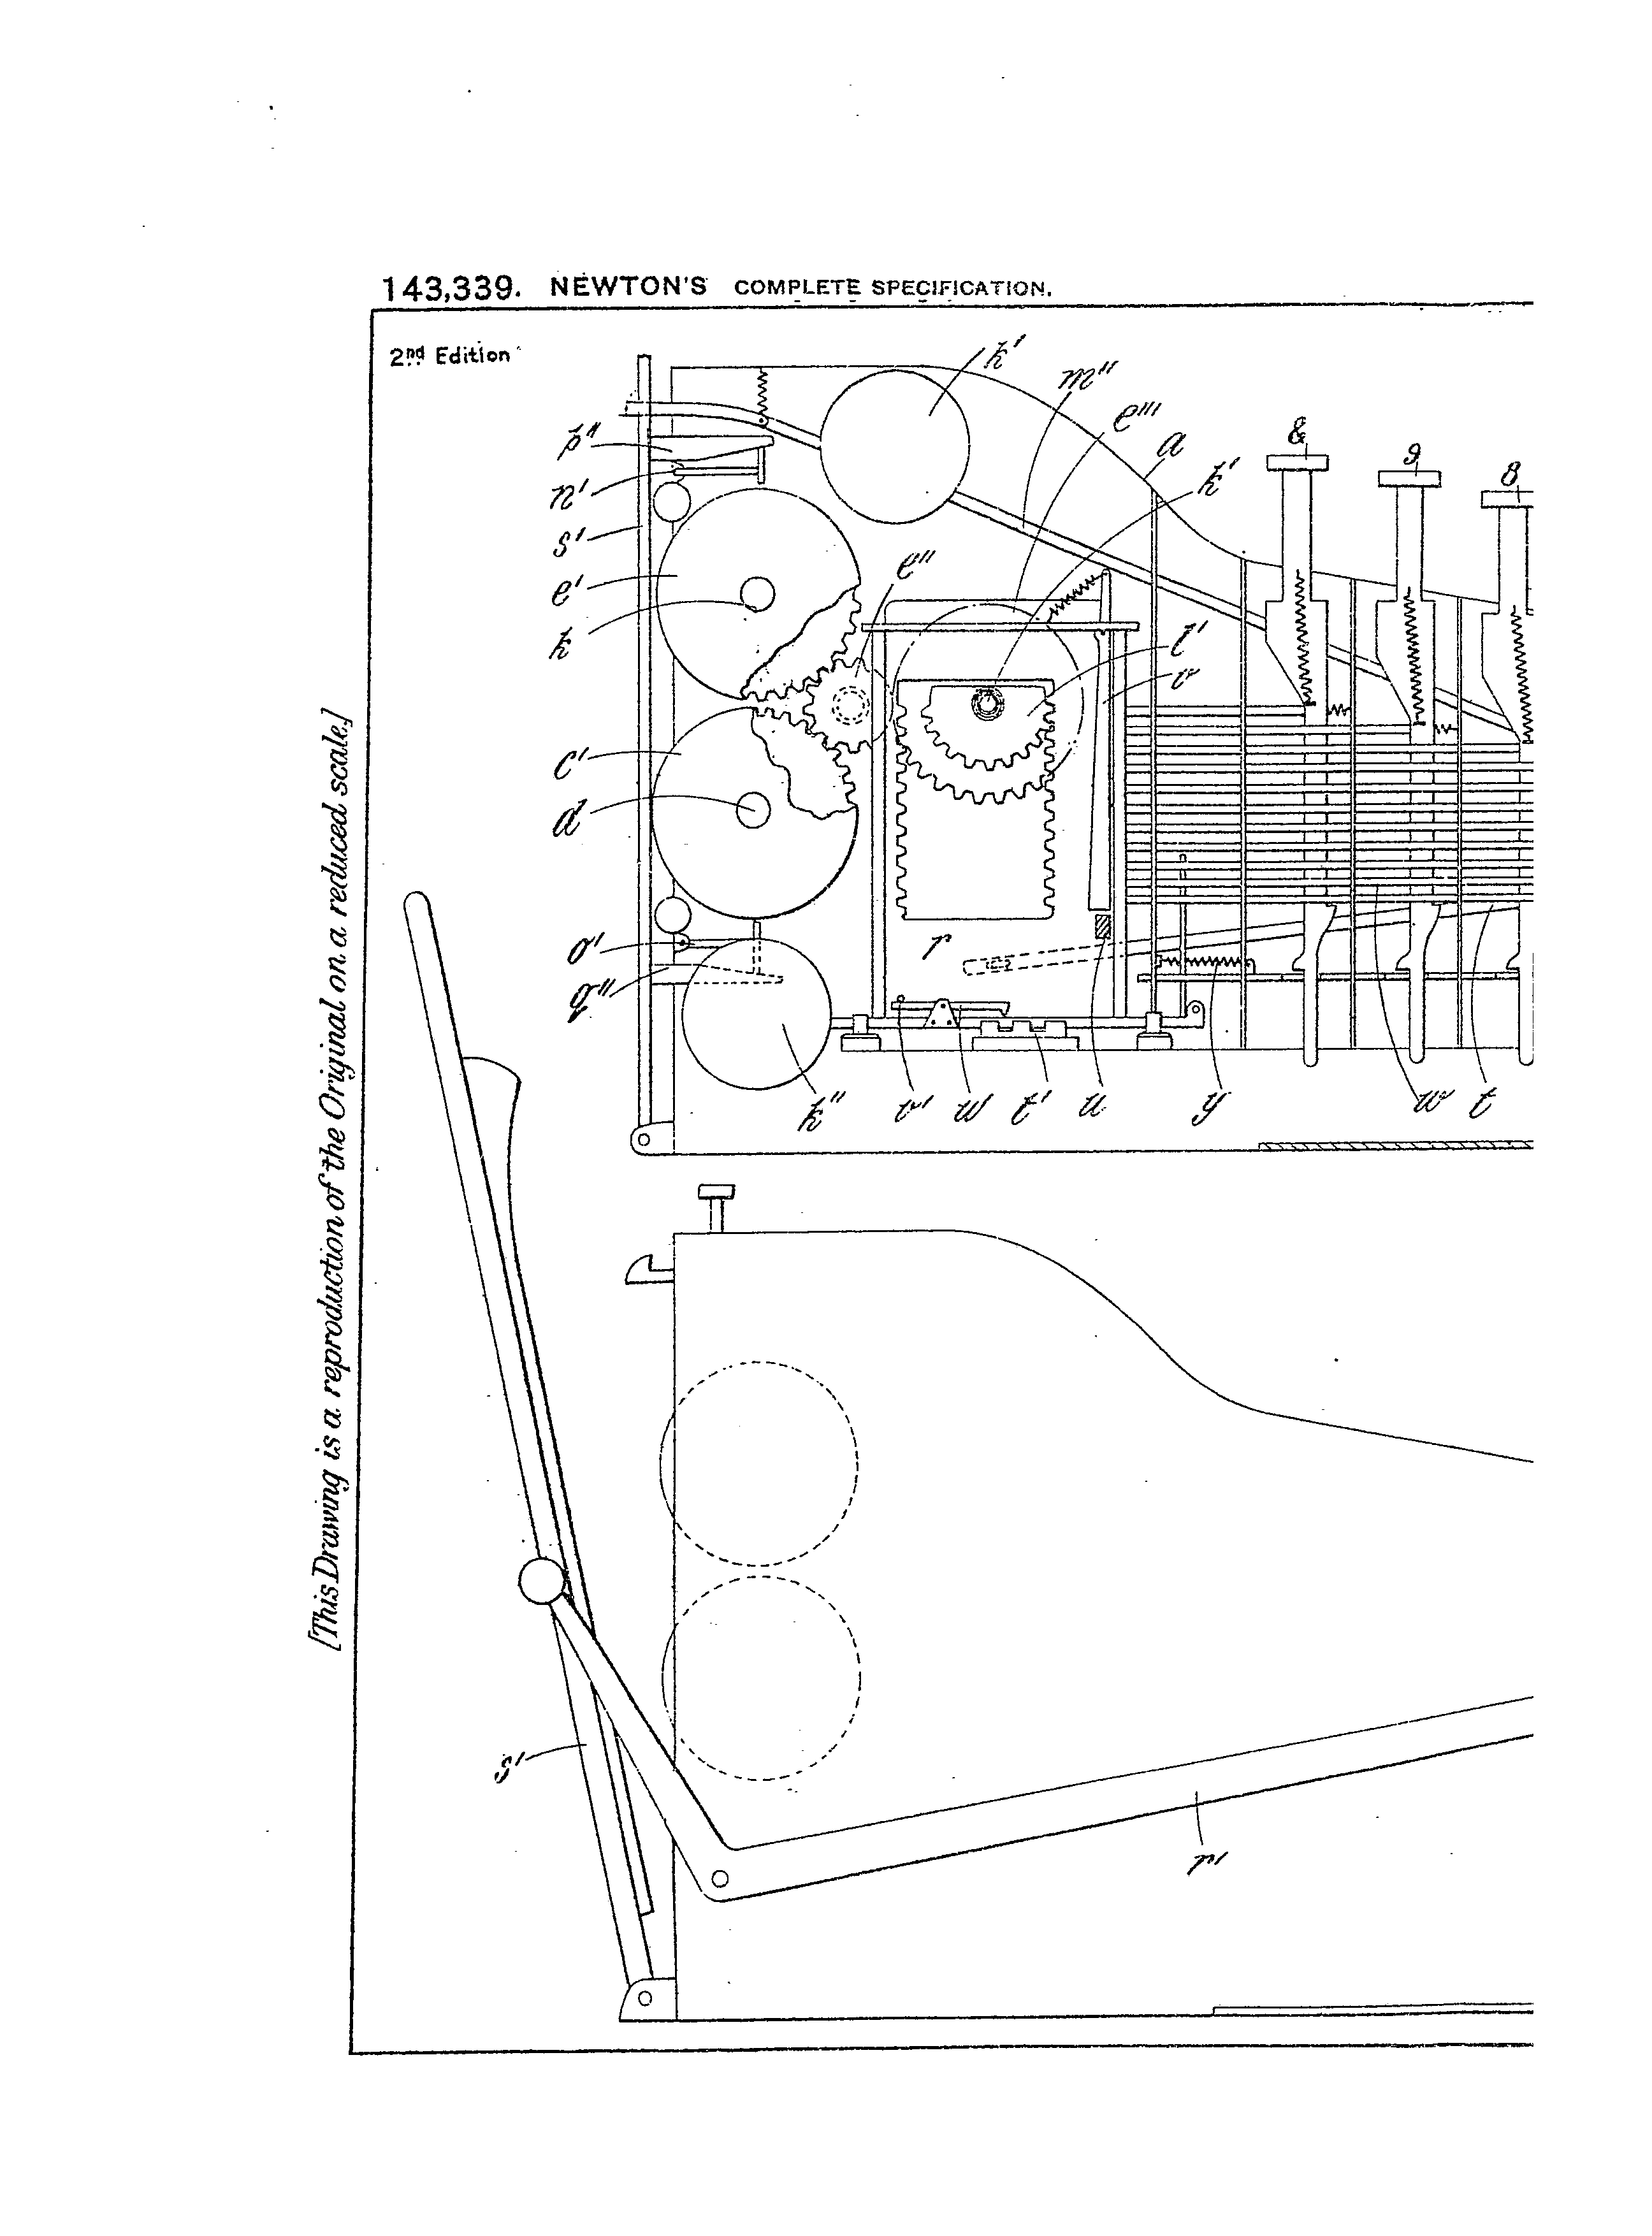 143,339. NEWTON'S COMPLETE SPECIFICATION.
2nd Edition
[This Drawing is a reproduction of the Original on a reduced scale.]
k'
m"
e'''
a
k'
&
9
8
p"
n'
s'
e'
k
e"
l'
v
c'
d
o'
q"
r
k"
v'
w
t'
u
y
w
t
s'
r'